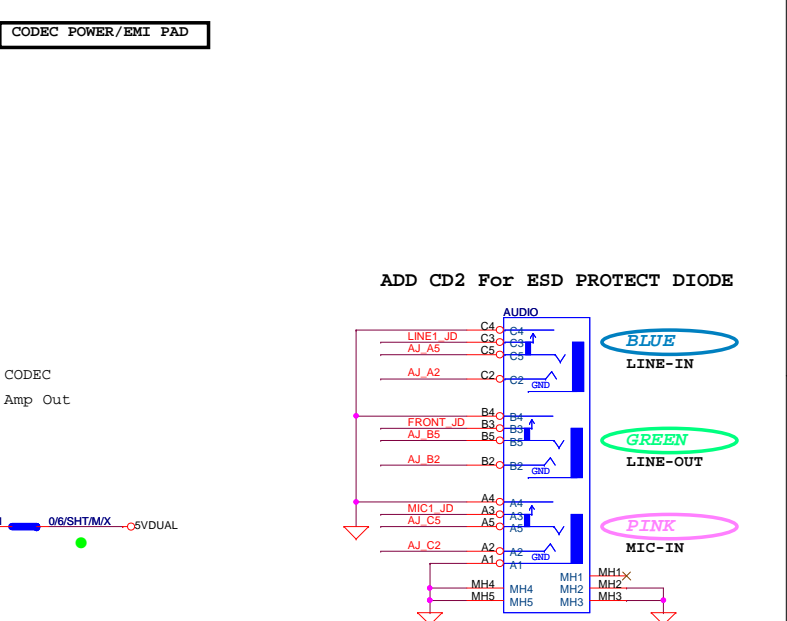 CODEC POWER/EMI PAD
ADD CD2 For ESD PROTECT DIODE
AUDIO
C4 C4
LINE1_JD C3 C3
AJ_A5 C5 C5
AJ_A2 C2 C2
GND
BLUE
LINE-IN
CODEC
Amp Out
B4 B4
FRONT_JD B3 B3
AJ_B5 B5 B5
AJ_B2 B2 B2
GND
GREEN
LINE-OUT
A4 A4
MIC1_JD A3 A3
AJ_C5 A5 A5
AJ_C2 A2 A2
GND
A1 A1
PINK
MIC-IN
0/6/SHT/M/X 5VDUAL
MH1 MH1
MH4 MH4 MH2 MH2
MH5 MH5 MH3 MH3